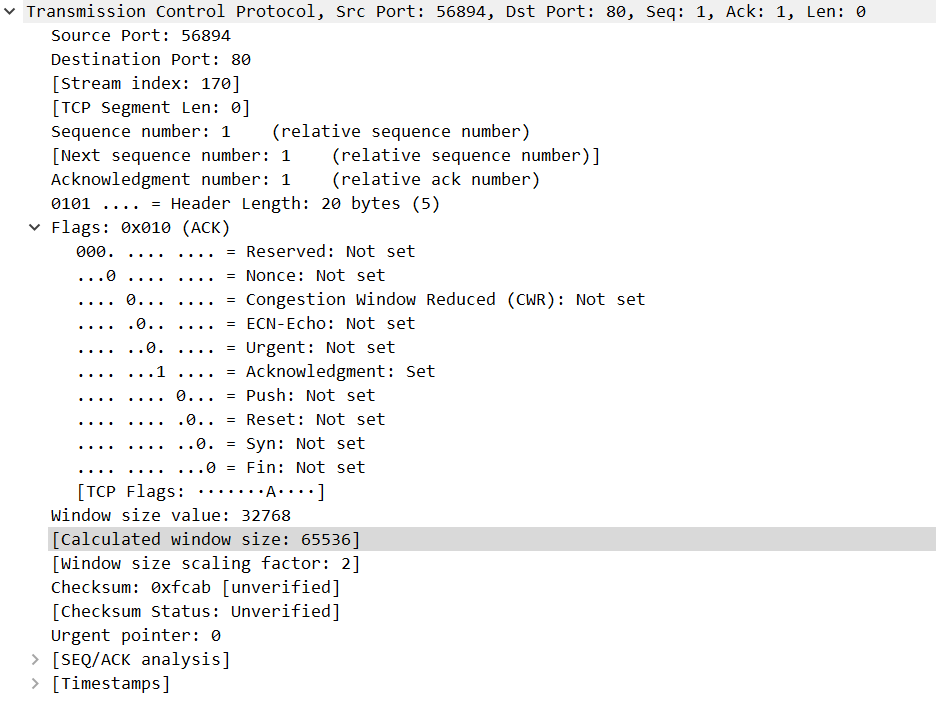 Transmission Control Protocol, Src Port: 56894, Dst Port: 80, Seq: 1, Ack: 1, Len: 0
Source Port: 56894
Destination Port: 80
[Stream index: 170]
[TCP Segment Len: 0]
Sequence number: 1    (relative sequence number)
[Next sequence number: 1    (relative sequence number)]
Acknowledgment number: 1    (relative ack number)
0101 .... = Header Length: 20 bytes (5)
Flags: 0x010 (ACK)
000. .... .... = Reserved: Not set
...0 .... .... = Nonce: Not set
.... 0... .... = Congestion Window Reduced (CWR): Not set
.... .0.. .... = ECN-Echo: Not set
.... ..0. .... = Urgent: Not set
.... ...1 .... = Acknowledgment: Set
.... .... 0... = Push: Not set
.... .... .0.. = Reset: Not set
.... .... ..0. = Syn: Not set
.... .... ...0 = Fin: Not set
[TCP Flags: ·······A····]
Window size value: 32768
[Calculated window size: 65536]
[Window size scaling factor: 2]
Checksum: 0xfcab [unverified]
[Checksum Status: Unverified]
Urgent pointer: 0
[SEQ/ACK analysis]
[Timestamps]